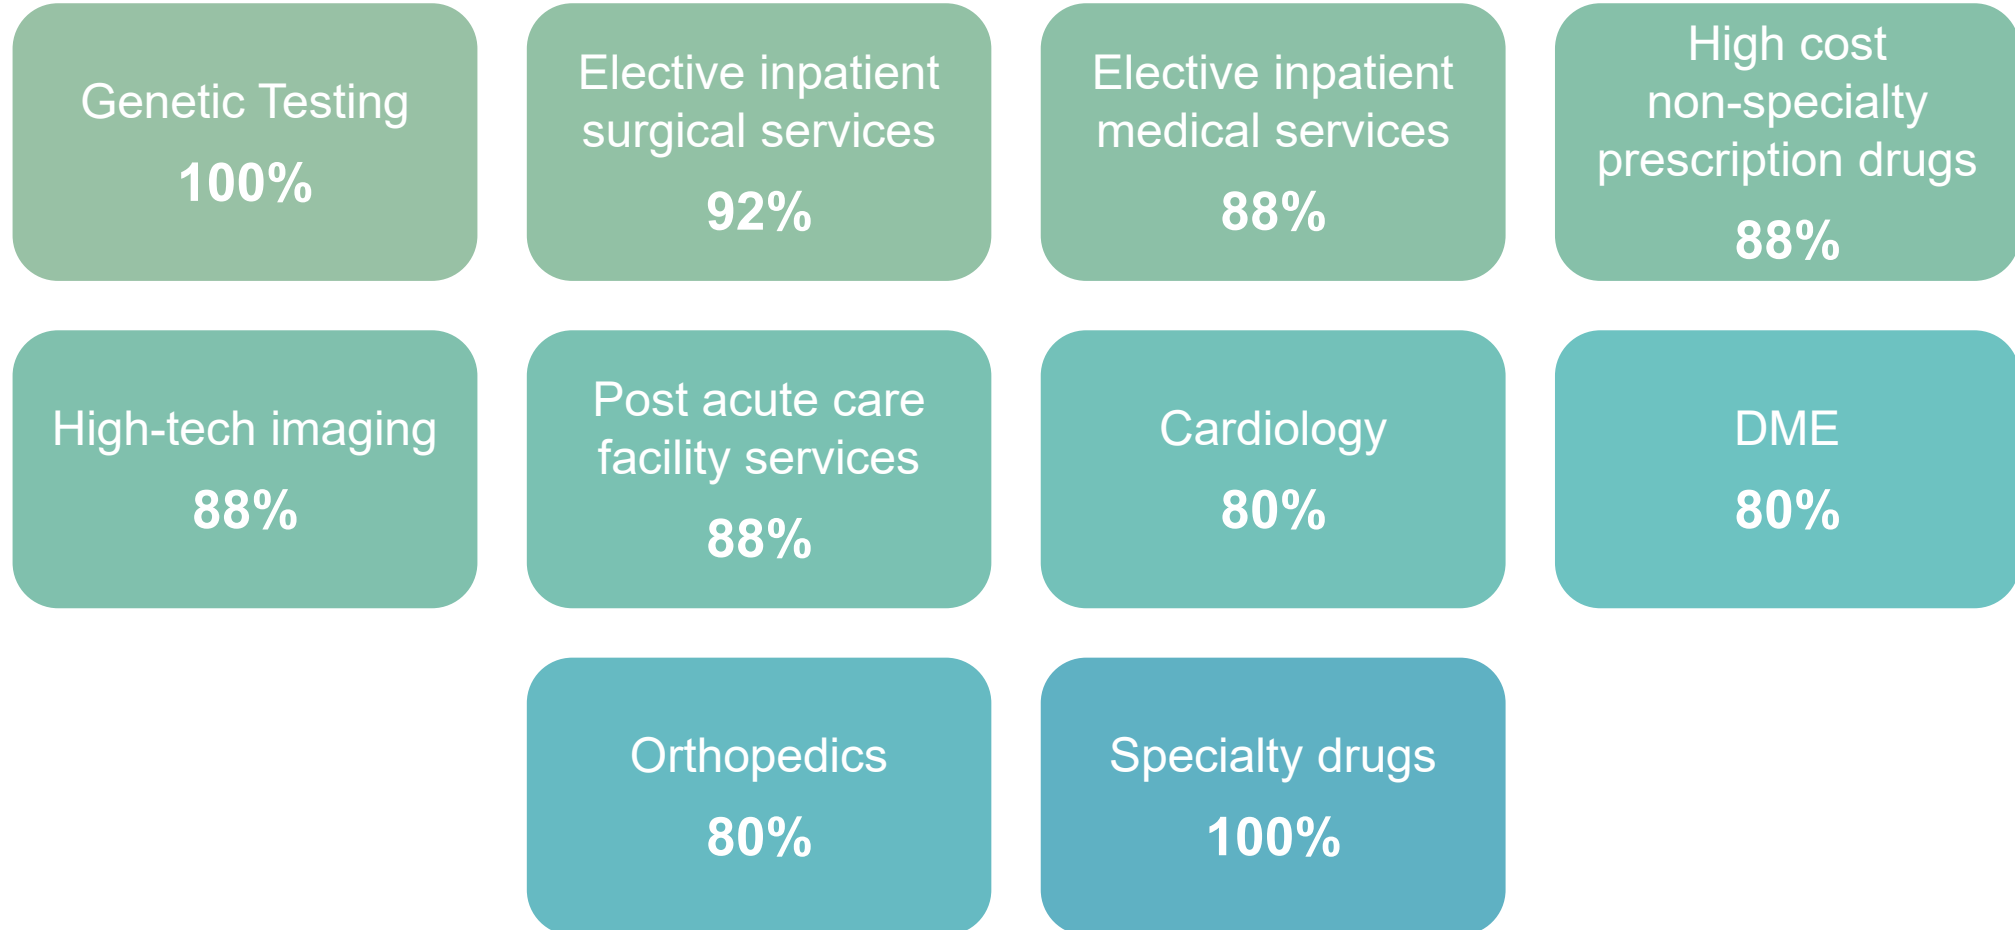 Genetic Testing
100%
Elective inpatient
surgical services
92%
Elective inpatient
medical services
88%
High cost
non-specialty
prescription drugs
88%
High-tech imaging
88%
Post acute care
facility services
88%
Cardiology
80%
DME
80%
Orthopedics
80%
Specialty drugs
100%